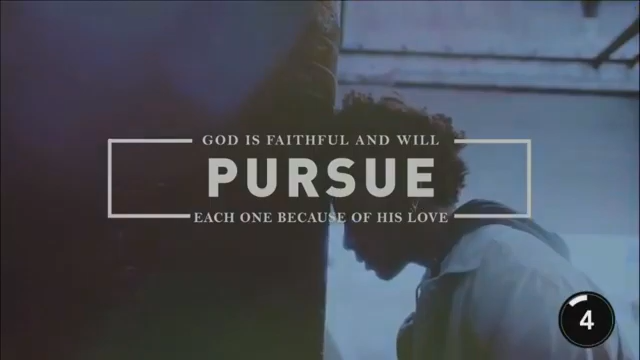 GOD IS FAITHFUL AND WILL
PURSUE
EACH ONE BECAUSE OF HIS LOVE
4